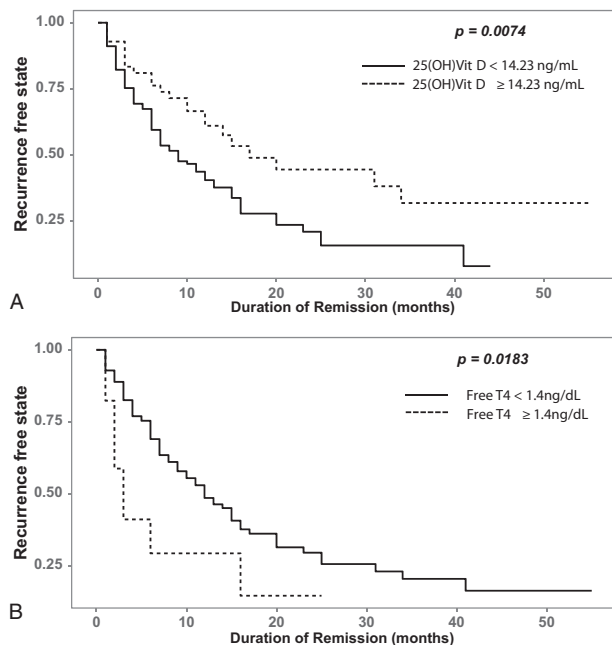 1.00
0.75
0.50
0.25
Recurrence free state
p = 0.0074
25(OH)Vit D < 14.23 ng/mL
25(OH)Vit D ≥ 14.23 ng/mL
0 10 20 30 40 50
Duration of Remission (months)
A
1.00
0.75
0.50
0.25
Recurrence free state
p = 0.0183
Free T4 < 1.4ng/dL
Free T4 ≥ 1.4ng/dL
0 10 20 30 40 50
Duration of Remission (months)
B